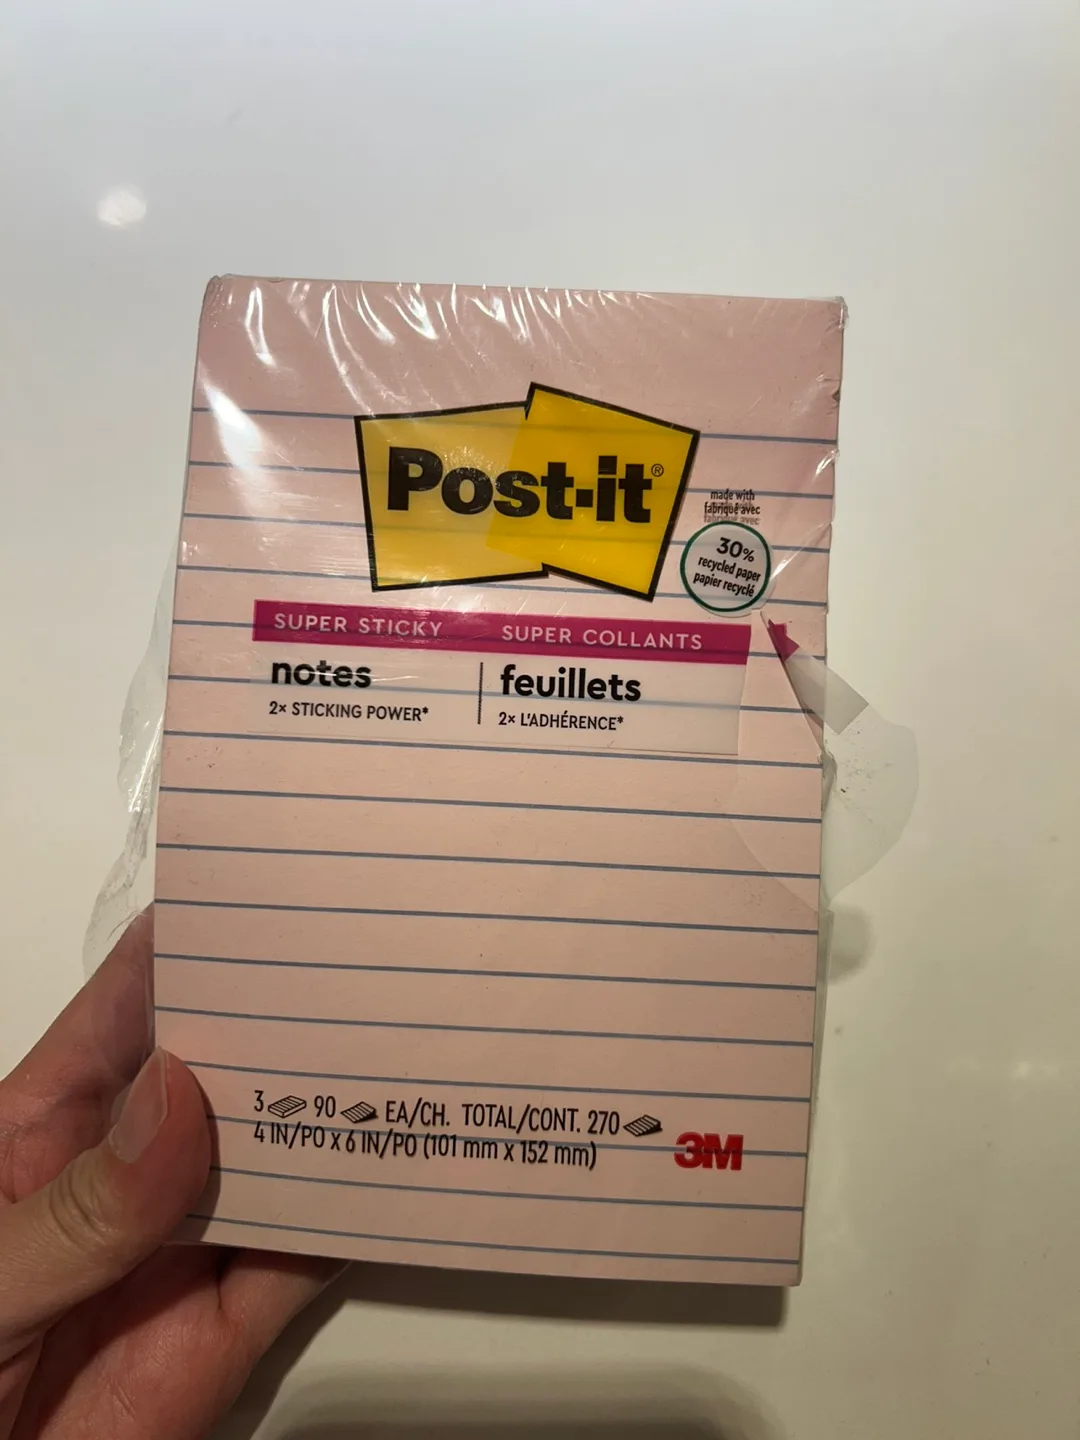 Post-it®
made with
fabriqué avec
30%
recycled paper
papier recyclé
SUPER STICKY
notes
2x STICKING POWER*
SUPER COLLANTS
feuillets
2x L'ADHÉRENCE*
3 90 EA/CH. TOTAL/CONT. 270
4 IN/PO x 6 IN/PO (101 mm x 152 mm)
3M